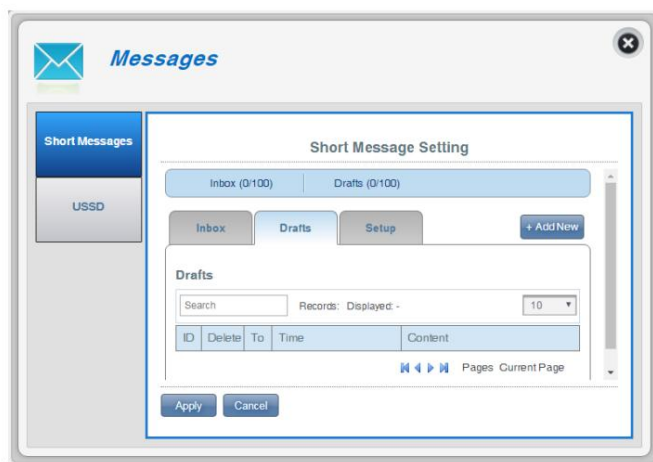 Messages
Short Messages
USSD
Short Message Setting
Inbox (0/100) Drafts (0/100)
Inbox Drafts Setup + Add New
Drafts
Search Records: Displayed: - 10
ID Delete To Time Content
Pages Current Page
Apply Cancel